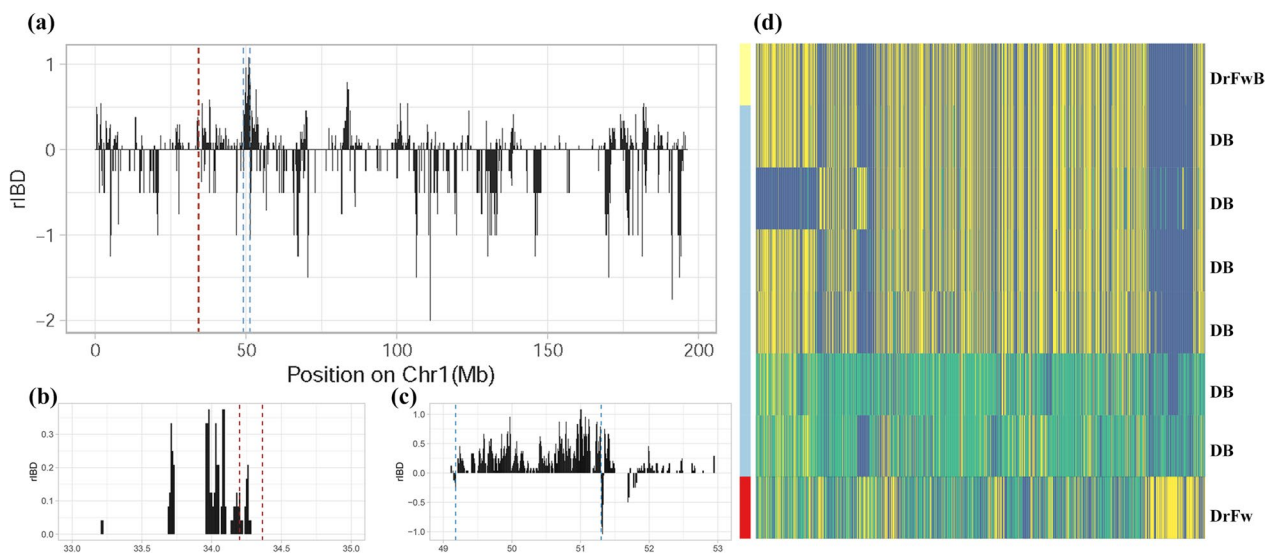 (a)
(d)
1
0
−1
−2
rIBD
0
50
100
150
200
Position on Chr1(Mb)
(b)
(c)
0.3
0.2
0.1
0.0
rIBD
33.0
33.5
34.0
34.5
35.0
1.0
0.5
0.0
−0.5
−1.0
rIBD
49
50
51
52
53
DrFwB
DB
DB
DB
DB
DB
DB
DrFw